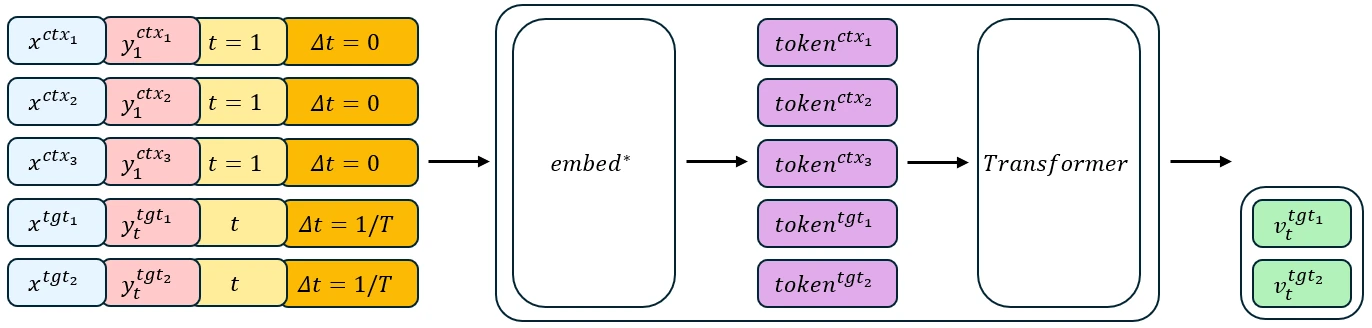 x^{ctx_1} y_1^{ctx_1} t = 1 Δt = 0 token^{ctx_1}
x^{ctx_2} y_1^{ctx_2} t = 1 Δt = 0 token^{ctx_2}
x^{ctx_3} y_1^{ctx_3} t = 1 Δt = 0 embed* token^{ctx_3} Transformer
x^{tgt_1} y_t^{tgt_1} t Δt = 1/T token^{tgt_1} v_t^{tgt_1}
x^{tgt_2} y_t^{tgt_2} t Δt = 1/T token^{tgt_2} v_t^{tgt_2}